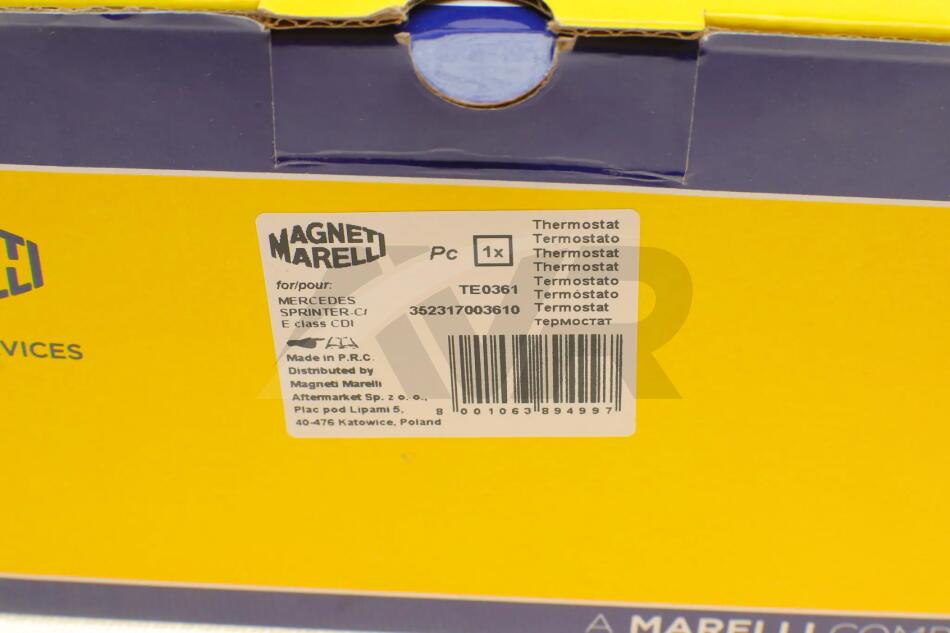 MAGNETI
MARELLI
Pc 1x
Thermostat
Termostato
Thermostat
Thermostat
Termostato
Termóstato
Termostat
ТЕРМОСТАТ
for/pour:
MERCEDES
SPRINTER-C/
E class CDI
TE0361
352317003610
Made in P.R.C.
Distributed by
Magneti Marelli
Aftermarket Sp. z o. o.,
Plac pod Lipami 5,
40-476 Katowice, Poland
8 001063 894997
VICES
A MARELLI COMP